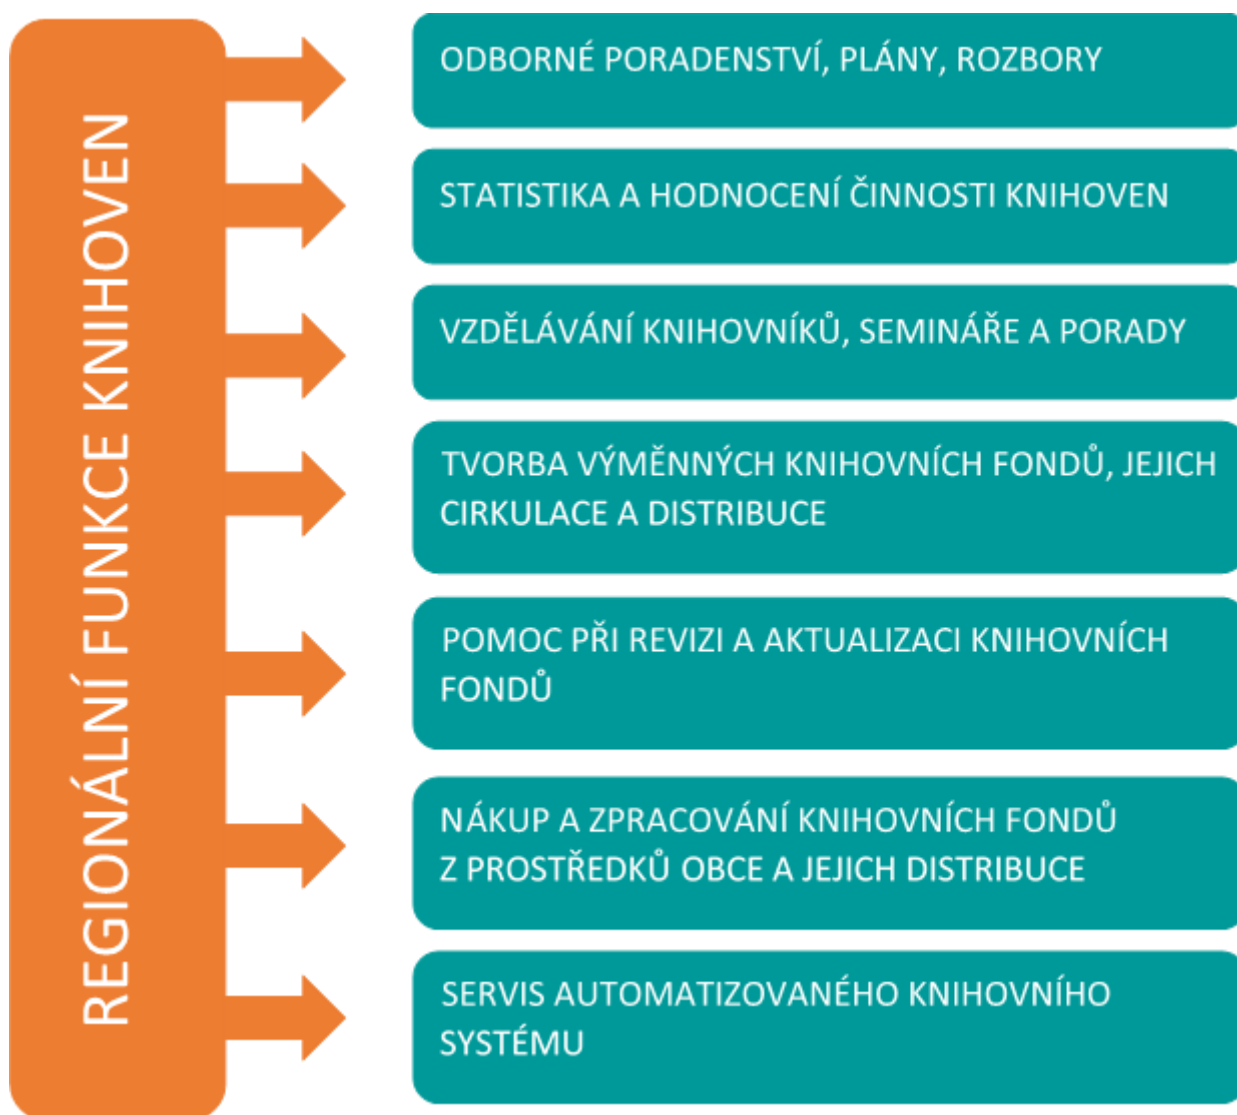 REGIONÁLNÍ FUNKCE KNIHOVEN
ODBORNÉ PORADENSTVÍ, PLÁNY, ROZBORY
STATISTIKA A HODNOCENÍ ČINNOSTI KNIHOVEN
VZDĚLÁVÁNÍ KNIHOVNÍKŮ, SEMINÁŘE A PORADY
TVORBA VÝMĚNNÝCH KNIHOVNÍCH FONDŮ, JEJICH
CIRKULACE A DISTRIBUCE
POMOC PŘI REVIZI A AKTUALIZACI KNIHOVNÍCH
FONDŮ
NÁKUP A ZPRACOVÁNÍ KNIHOVNÍCH FONDŮ
Z PROSTŘEDKŮ OBCE A JEJICH DISTRIBUCE
SERVIS AUTOMATIZOVANÉHO KNIHOVNÍHO
SYSTÉMU